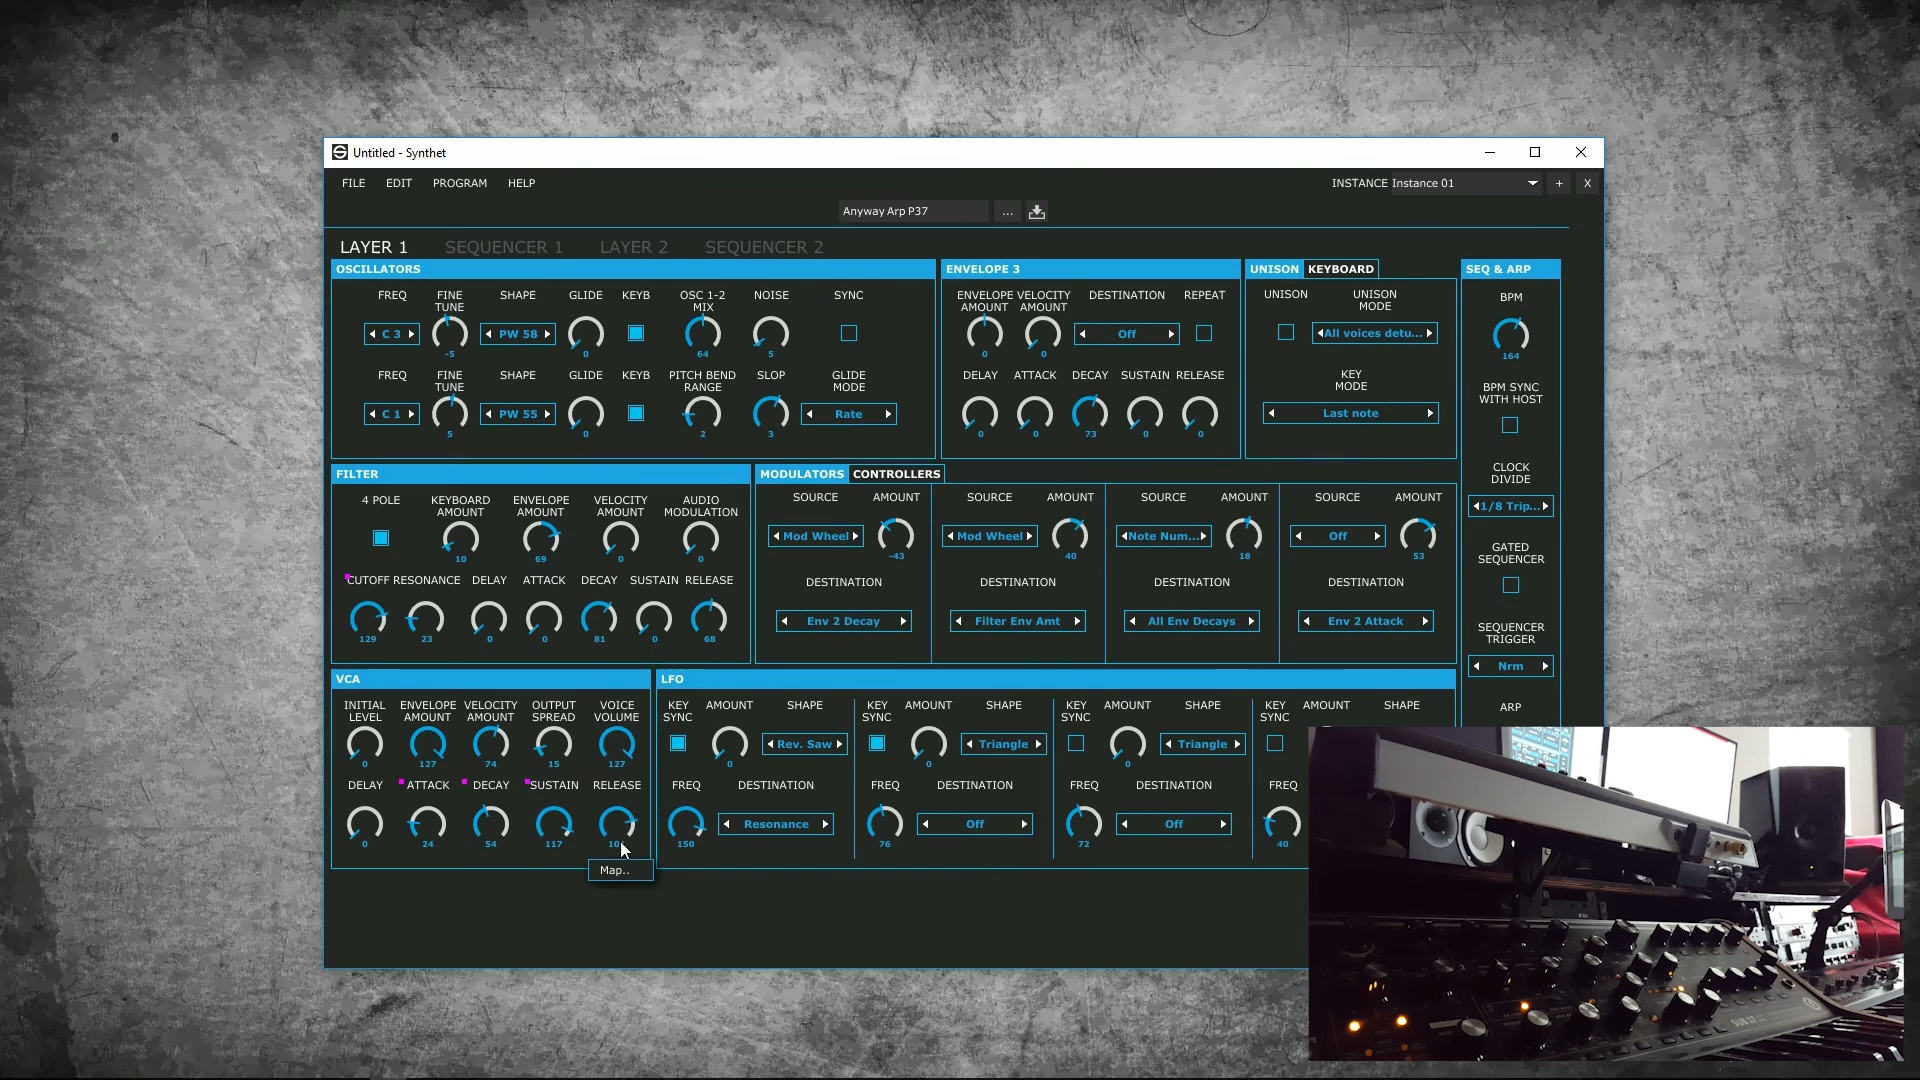 Untitled - Synthet
FILE EDIT PROGRAM HELP
INSTANCE Instance 01 + X
Anyway Arp P37 ...
LAYER 1 SEQUENCER 1 LAYER 2 SEQUENCER 2
OSCILLATORS
FREQ FINE TUNE SHAPE GLIDE KEYB OSC 1-2 MIX NOISE SYNC
C 3 PW 58
-5 0 64 5
FREQ FINE TUNE SHAPE GLIDE KEYB PITCH BEND RANGE SLOP GLIDE MODE
C 1 PW 55 Rate
5 0 2 3
ENVELOPE 3
ENVELOPE AMOUNT VELOCITY AMOUNT DESTINATION REPEAT
Off
0 0
DELAY ATTACK DECAY SUSTAIN RELEASE
0 0 73 0 0
UNISON KEYBOARD
UNISON UNISON MODE
All voices detu...
KEY MODE
Last note
SEQ & ARP
BPM
164
BPM SYNC WITH HOST
CLOCK DIVIDE
1/8 Trip...
GATED SEQUENCER
SEQUENCER TRIGGER
Nrm
ARP
FILTER
4 POLE KEYBOARD AMOUNT ENVELOPE AMOUNT VELOCITY AMOUNT AUDIO MODULATION
10 69 0 0
CUTOFF RESONANCE DELAY ATTACK DECAY SUSTAIN RELEASE
129 23 0 0 81 0 68
MODULATORS CONTROLLERS
SOURCE AMOUNT SOURCE AMOUNT SOURCE AMOUNT SOURCE AMOUNT
Mod Wheel Mod Wheel Note Num... Off
-43 40 18 53
DESTINATION DESTINATION DESTINATION DESTINATION
Env 2 Decay Filter Env Amt All Env Decays Env 2 Attack
VCA
INITIAL LEVEL ENVELOPE AMOUNT VELOCITY AMOUNT OUTPUT SPREAD VOICE VOLUME
0 127 74 15 127
DELAY ATTACK DECAY SUSTAIN RELEASE
0 24 54 117
Map..
LFO
KEY SYNC AMOUNT SHAPE KEY SYNC AMOUNT SHAPE KEY SYNC AMOUNT SHAPE KEY SYNC AMOUNT SHAPE
Rev. Saw Triangle Triangle
0 0 0
FREQ DESTINATION FREQ DESTINATION FREQ DESTINATION FREQ
Resonance Off Off
150 76 72 40
SUB 37